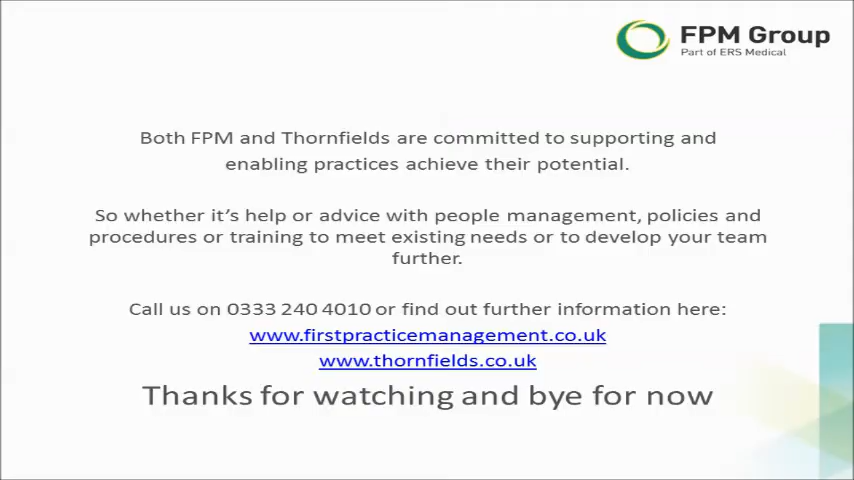 FPM Group
Part of ERS Medical
Both FPM and Thornfields are committed to supporting and
enabling practices achieve their potential.
So whether it's help or advice with people management, policies and
procedures or training to meet existing needs or to develop your team
further.
Call us on 0333 240 4010 or find out further information here:
www.firstpracticemanagement.co.uk
www.thornfields.co.uk
Thanks for watching and bye for now